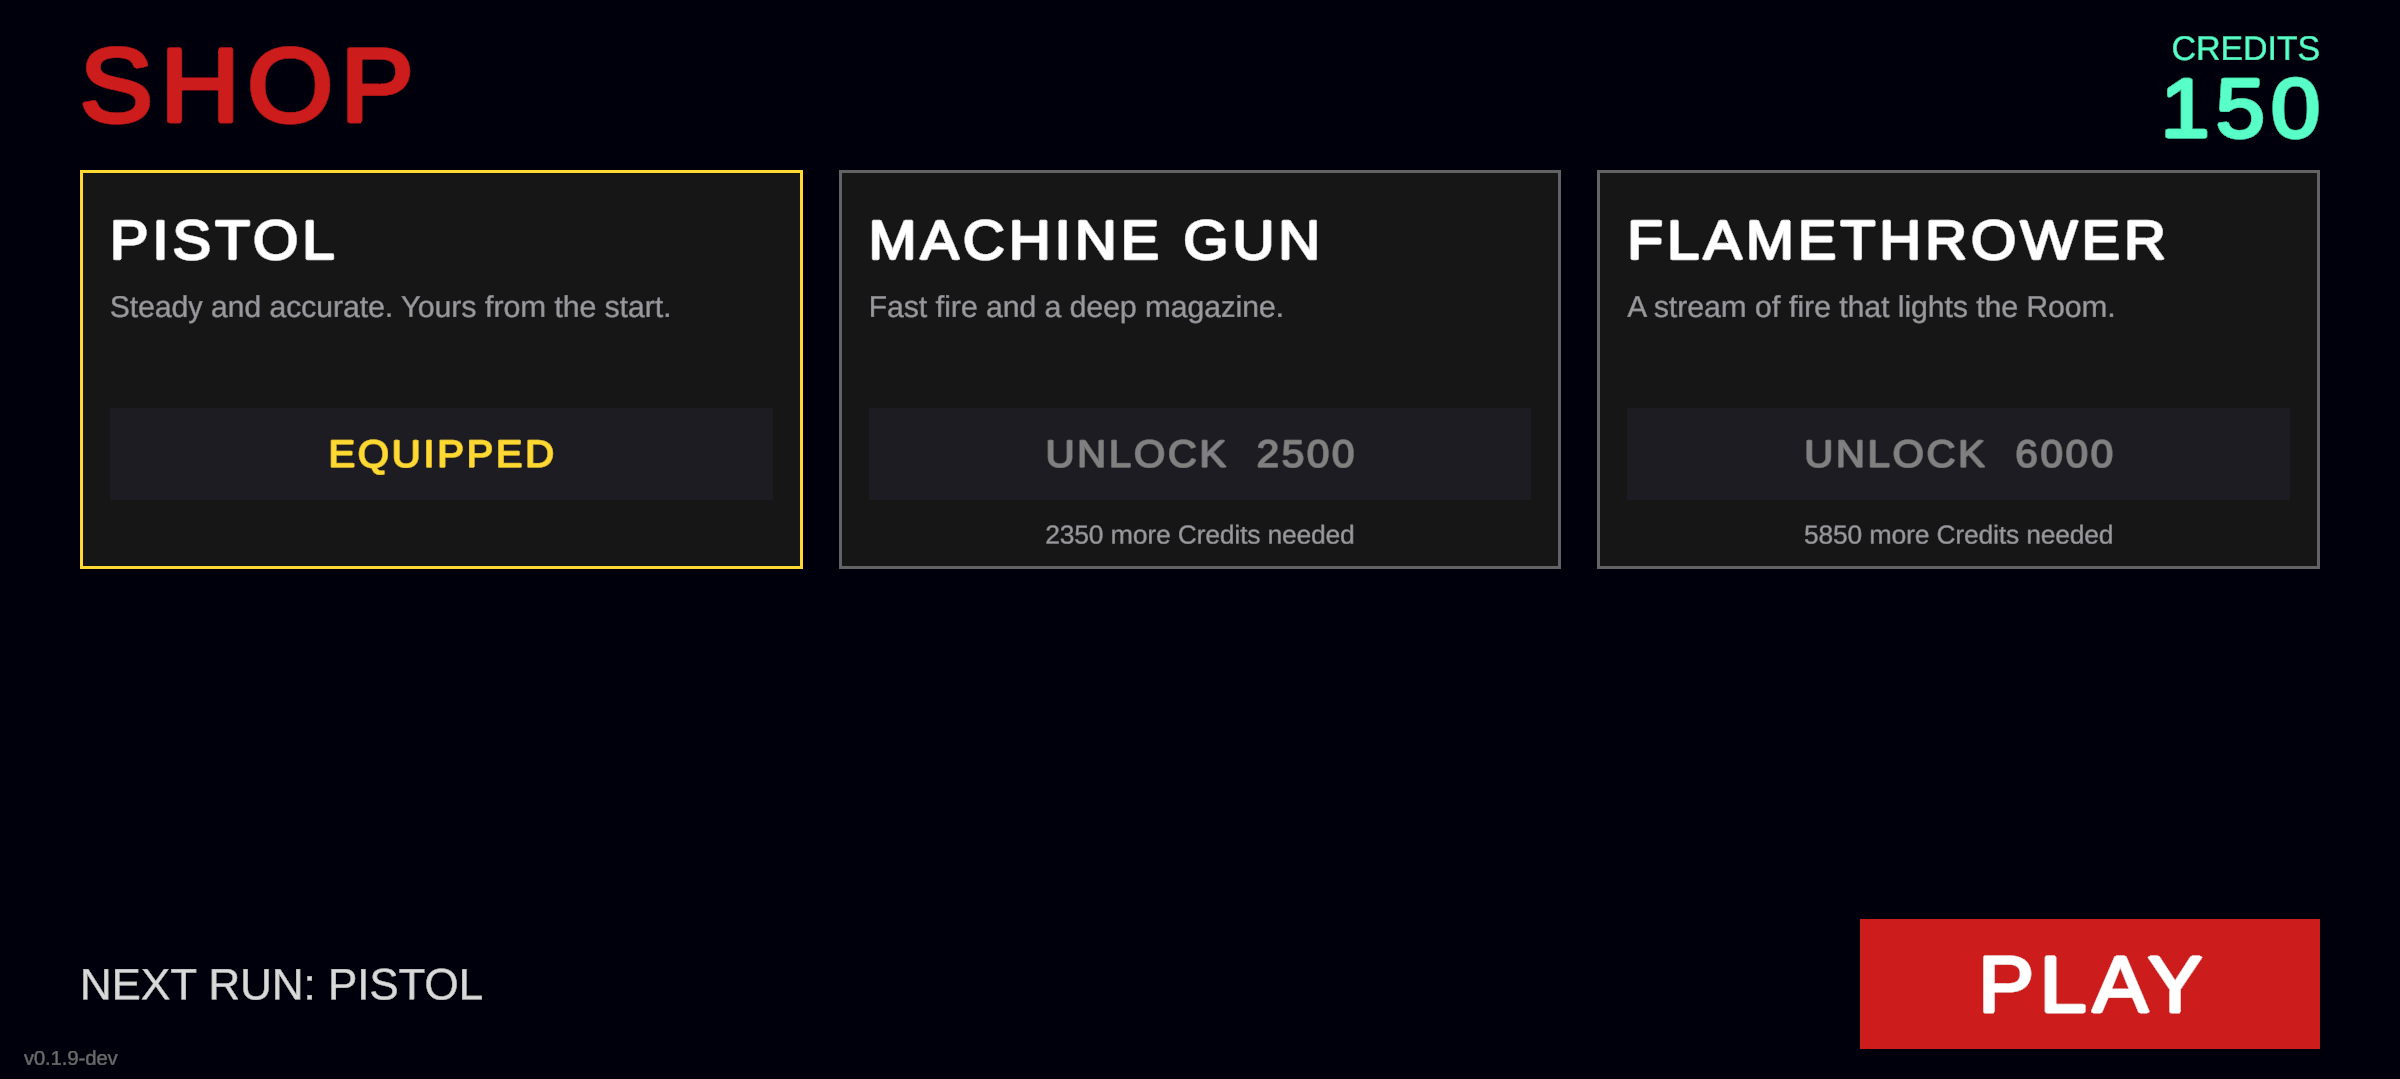 SHOP
CREDITS
150
PISTOL
Steady and accurate. Yours from the start.
EQUIPPED
MACHINE GUN
Fast fire and a deep magazine.
UNLOCK 2500
2350 more Credits needed
FLAMETHROWER
A stream of fire that lights the Room.
UNLOCK 6000
5850 more Credits needed
NEXT RUN: PISTOL
PLAY
v0.1.9-dev